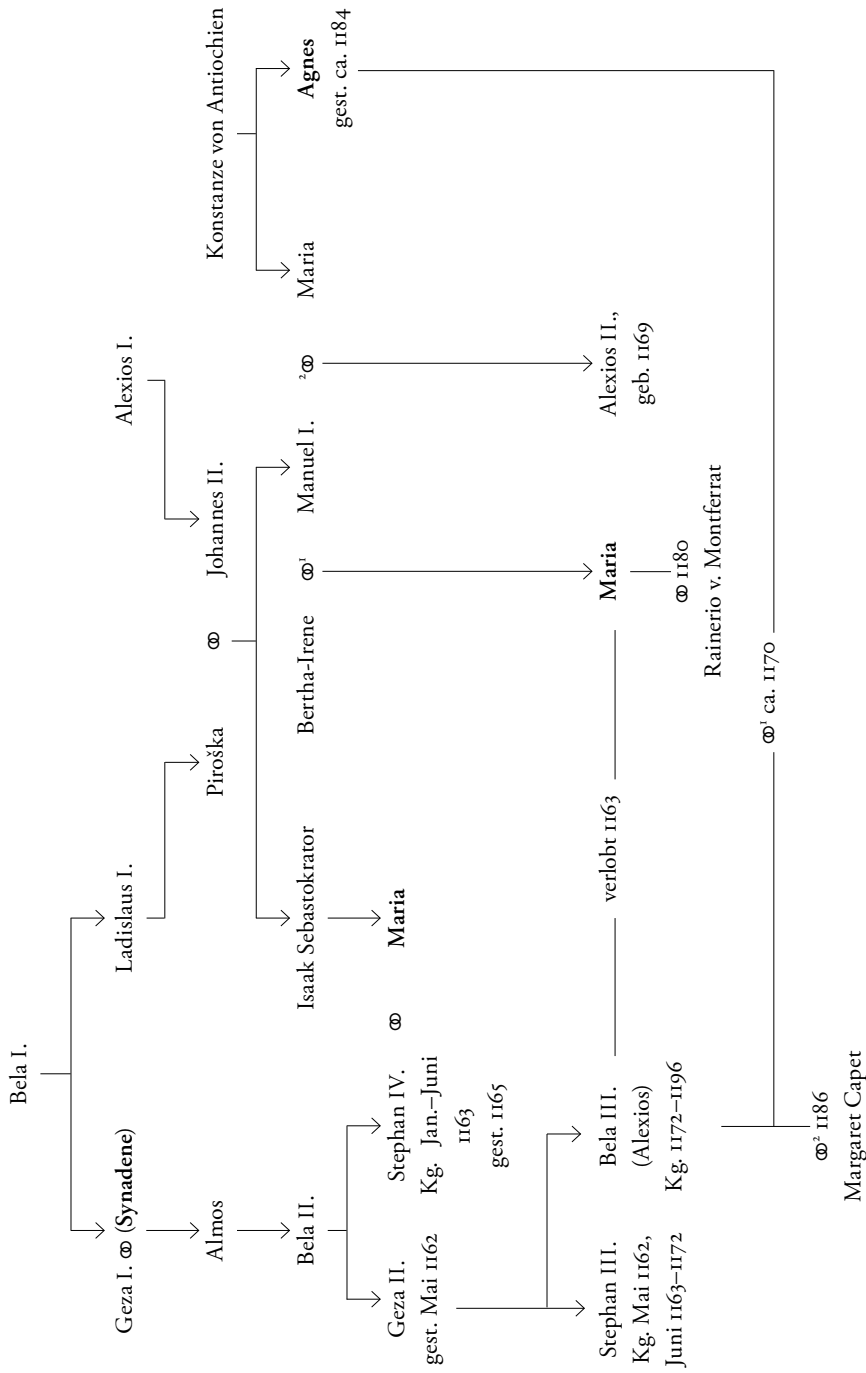 Bela I.
Geza I. ⚭ (Synadene)
Ladislaus I.
Alexios I.
Almos
Piroška
⚭
Johannes II.
Konstanze von Antiochien
Bela II.
Isaak Sebastokrator
Bertha-Irene
⚭¹
Manuel I.
²⚭
Maria
Agnes
gest. ca. 1184
Geza II.
gest. Mai 1162
Stephan IV.
Kg. Jan.–Juni
1163
gest. 1165
⚭
Maria
Stephan III.
Kg. Mai 1162,
Juni 1163–1172
Bela III.
(Alexios)
Kg. 1172–1196
verlobt 1163
Maria
⚭ 1180
Rainerio v. Montferrat
Alexios II.,
geb. 1169
⚭¹ ca. 1170
⚭² 1186
Margaret Capet